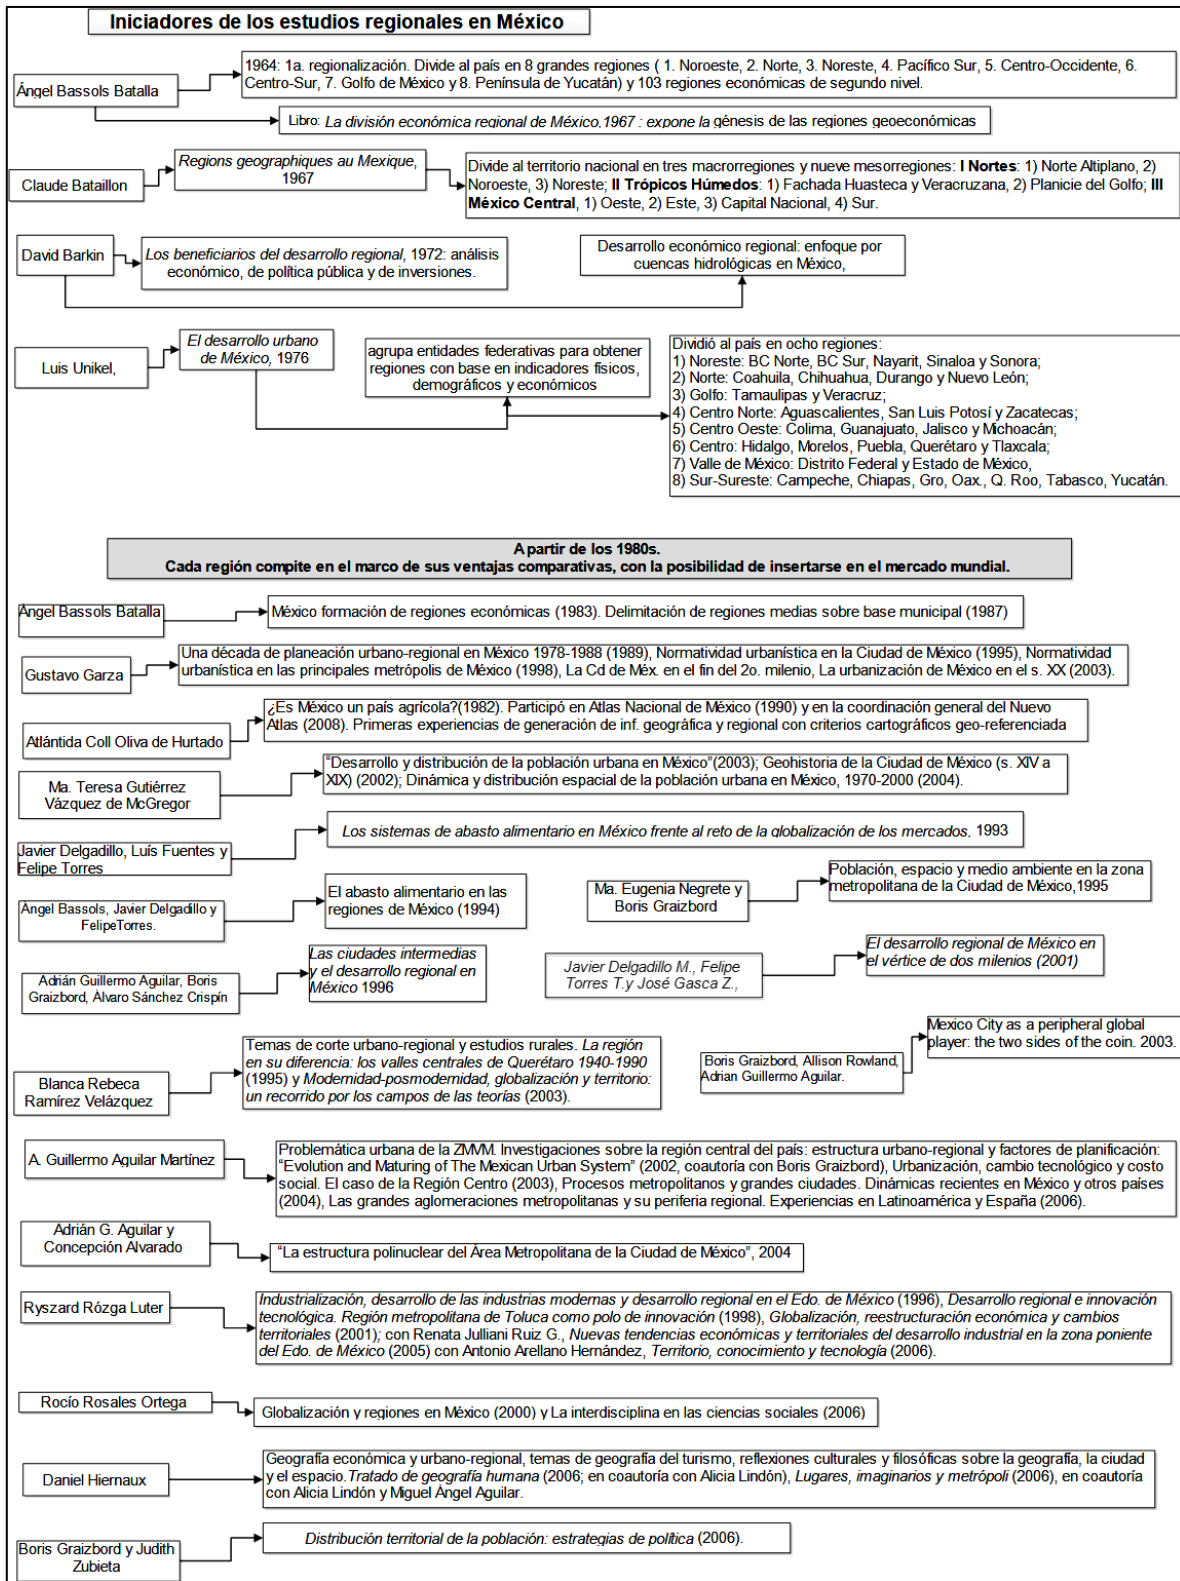 Iniciadores de los estudios regionales en México
Ángel Bassols Batalla
1964: 1a. regionalización. Divide al país en 8 grandes regiones ( 1. Noroeste, 2. Norte, 3. Noreste, 4. Pacífico Sur, 5. Centro-Occidente, 6.
Centro-Sur, 7. Golfo de México y 8. Península de Yucatán) y 103 regiones económicas de segundo nivel.
Libro: La división económica regional de México,1967 : expone la génesis de las regiones geoeconómicas
Claude Bataillon
Regions geographiques au Mexique,
1967
Divide al territorio nacional en tres macrorregiones y nueve mesorregiones: I Nortes: 1) Norte Altiplano, 2)
Noroeste, 3) Noreste; II Trópicos Húmedos: 1) Fachada Huasteca y Veracruzana, 2) Planicie del Golfo; III
México Central, 1) Oeste, 2) Este, 3) Capital Nacional, 4) Sur.
David Barkin
Los beneficiarios del desarrollo regional, 1972: análisis
económico, de política pública y de inversiones.
Desarrollo económico regional: enfoque por
cuencas hidrológicas en México,
Luis Unikel,
El desarrollo urbano
de México, 1976
agrupa entidades federativas para obtener
regiones con base en indicadores físicos,
demográficos y económicos
Dividió al país en ocho regiones:
1) Noreste: BC Norte, BC Sur, Nayarit, Sinaloa y Sonora;
2) Norte: Coahuila, Chihuahua, Durango y Nuevo León;
3) Golfo: Tamaulipas y Veracruz;
4) Centro Norte: Aguascalientes, San Luis Potosí y Zacatecas;
5) Centro Oeste: Colima, Guanajuato, Jalisco y Michoacán;
6) Centro: Hidalgo, Morelos, Puebla, Querétaro y Tlaxcala;
7) Valle de México: Distrito Federal y Estado de México,
8) Sur-Sureste: Campeche, Chiapas, Gro, Oax., Q. Roo, Tabasco, Yucatán.
A partir de los 1980s.
Cada región compite en el marco de sus ventajas comparativas, con la posibilidad de insertarse en el mercado mundial.
Ángel Bassols Batalla
México formación de regiones económicas (1983). Delimitación de regiones medias sobre base municipal (1987)
Gustavo Garza
Una década de planeación urbano-regional en México 1978-1988 (1989), Normatividad urbanística en la Ciudad de México (1995), Normatividad
urbanística en las principales metrópolis de México (1998), La Cd de Méx. en el fin del 2o. milenio, La urbanización de México en el s. XX (2003).
Atlántida Coll Oliva de Hurtado
¿Es México un país agrícola?(1982). Participó en Atlas Nacional de México (1990) y en la coordinación general del Nuevo
Atlas (2008). Primeras experiencias de generación de inf. geográfica y regional con criterios cartográficos geo-referenciada
Ma. Teresa Gutiérrez
Vázquez de McGregor
“Desarrollo y distribución de la población urbana en México”(2003); Geohistoria de la Ciudad de México (s. XIV a
XIX) (2002); Dinámica y distribución espacial de la población urbana en México, 1970-2000 (2004).
Javier Delgadillo, Luís Fuentes y
Felipe Torres
Los sistemas de abasto alimentario en México frente al reto de la globalización de los mercados, 1993
Ángel Bassols, Javier Delgadillo y
FelipeTorres.
El abasto alimentario en las
regiones de México (1994)
Ma. Eugenia Negrete y
Boris Graizbord
Población, espacio y medio ambiente en la zona
metropolitana de la Ciudad de México,1995
Adrián Guillermo Aguilar, Boris
Graizbord, Álvaro Sánchez Crispín
Las ciudades intermedias
y el desarrollo regional en
México 1996
Javier Delgadillo M., Felipe
Torres T.y José Gasca Z.,
El desarrollo regional de México en
el vértice de dos milenios (2001)
Blanca Rebeca
Ramírez Velázquez
Temas de corte urbano-regional y estudios rurales. La región
en su diferencia: los valles centrales de Querétaro 1940-1990
(1995) y Modernidad-posmodernidad, globalización y territorio:
un recorrido por los campos de las teorías (2003).
Boris Graizbord, Allison Rowland,
Adrian Guillermo Aguilar.
Mexico City as a peripheral global
player: the two sides of the coin. 2003.
A. Guillermo Aguilar Martínez
Problemática urbana de la ZMVM. Investigaciones sobre la región central del país: estructura urbano-regional y factores de planificación:
“Evolution and Maturing of The Mexican Urban System” (2002, coautoría con Boris Graizbord), Urbanización, cambio tecnológico y costo
social. El caso de la Región Centro (2003), Procesos metropolitanos y grandes ciudades. Dinámicas recientes en México y otros países
(2004), Las grandes aglomeraciones metropolitanas y su periferia regional. Experiencias en Latinoamérica y España (2006).
Adrián G. Aguilar y
Concepción Alvarado
“La estructura polinuclear del Área Metropolitana de la Ciudad de México”, 2004
Ryszard Rózga Luter
Industrialización, desarrollo de las industrias modernas y desarrollo regional en el Edo. de México (1996), Desarrollo regional e innovación
tecnológica. Región metropolitana de Toluca como polo de innovación (1998), Globalización, reestructuración económica y cambios
territoriales (2001); con Renata Julliani Ruiz G., Nuevas tendencias económicas y territoriales del desarrollo industrial en la zona poniente
del Edo. de México (2005) con Antonio Arellano Hernández, Territorio, conocimiento y tecnología (2006).
Rocío Rosales Ortega
Globalización y regiones en México (2000) y La interdisciplina en las ciencias sociales (2006)
Daniel Hiernaux
Geografía económica y urbano-regional, temas de geografía del turismo, reflexiones culturales y filosóficas sobre la geografía, la ciudad
y el espacio.Tratado de geografía humana (2006; en coautoría con Alicia Lindón), Lugares, imaginarios y metrópoli (2006), en coautoría
con Alicia Lindón y Miguel Ángel Aguilar.
Boris Graizbord y Judith
Zubieta
Distribución territorial de la población: estrategias de política (2006).